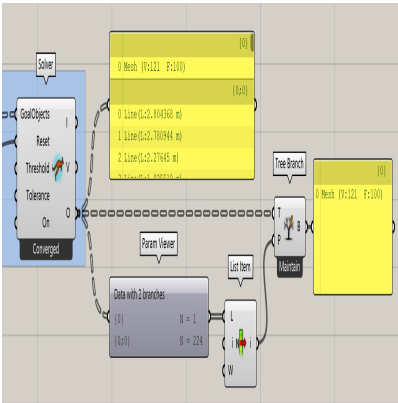 Solver
GoalObjects
Reset
Threshold
Tolerance
On
I
V
O
Converged
{0}
0 Mesh (V:121 F:100)
{0;0}
0 Line(L:2.804368 m)
1 Line(L:2.780944 m)
2 Line(L:2.27645 m)
Tree Branch
T
P
B
Maintain
{0}
0 Mesh (V:121 F:100)
Param Viewer
Data with 2 branches
{0} N = 1
{0;0} N = 224
List Item
L
i
N
i
W